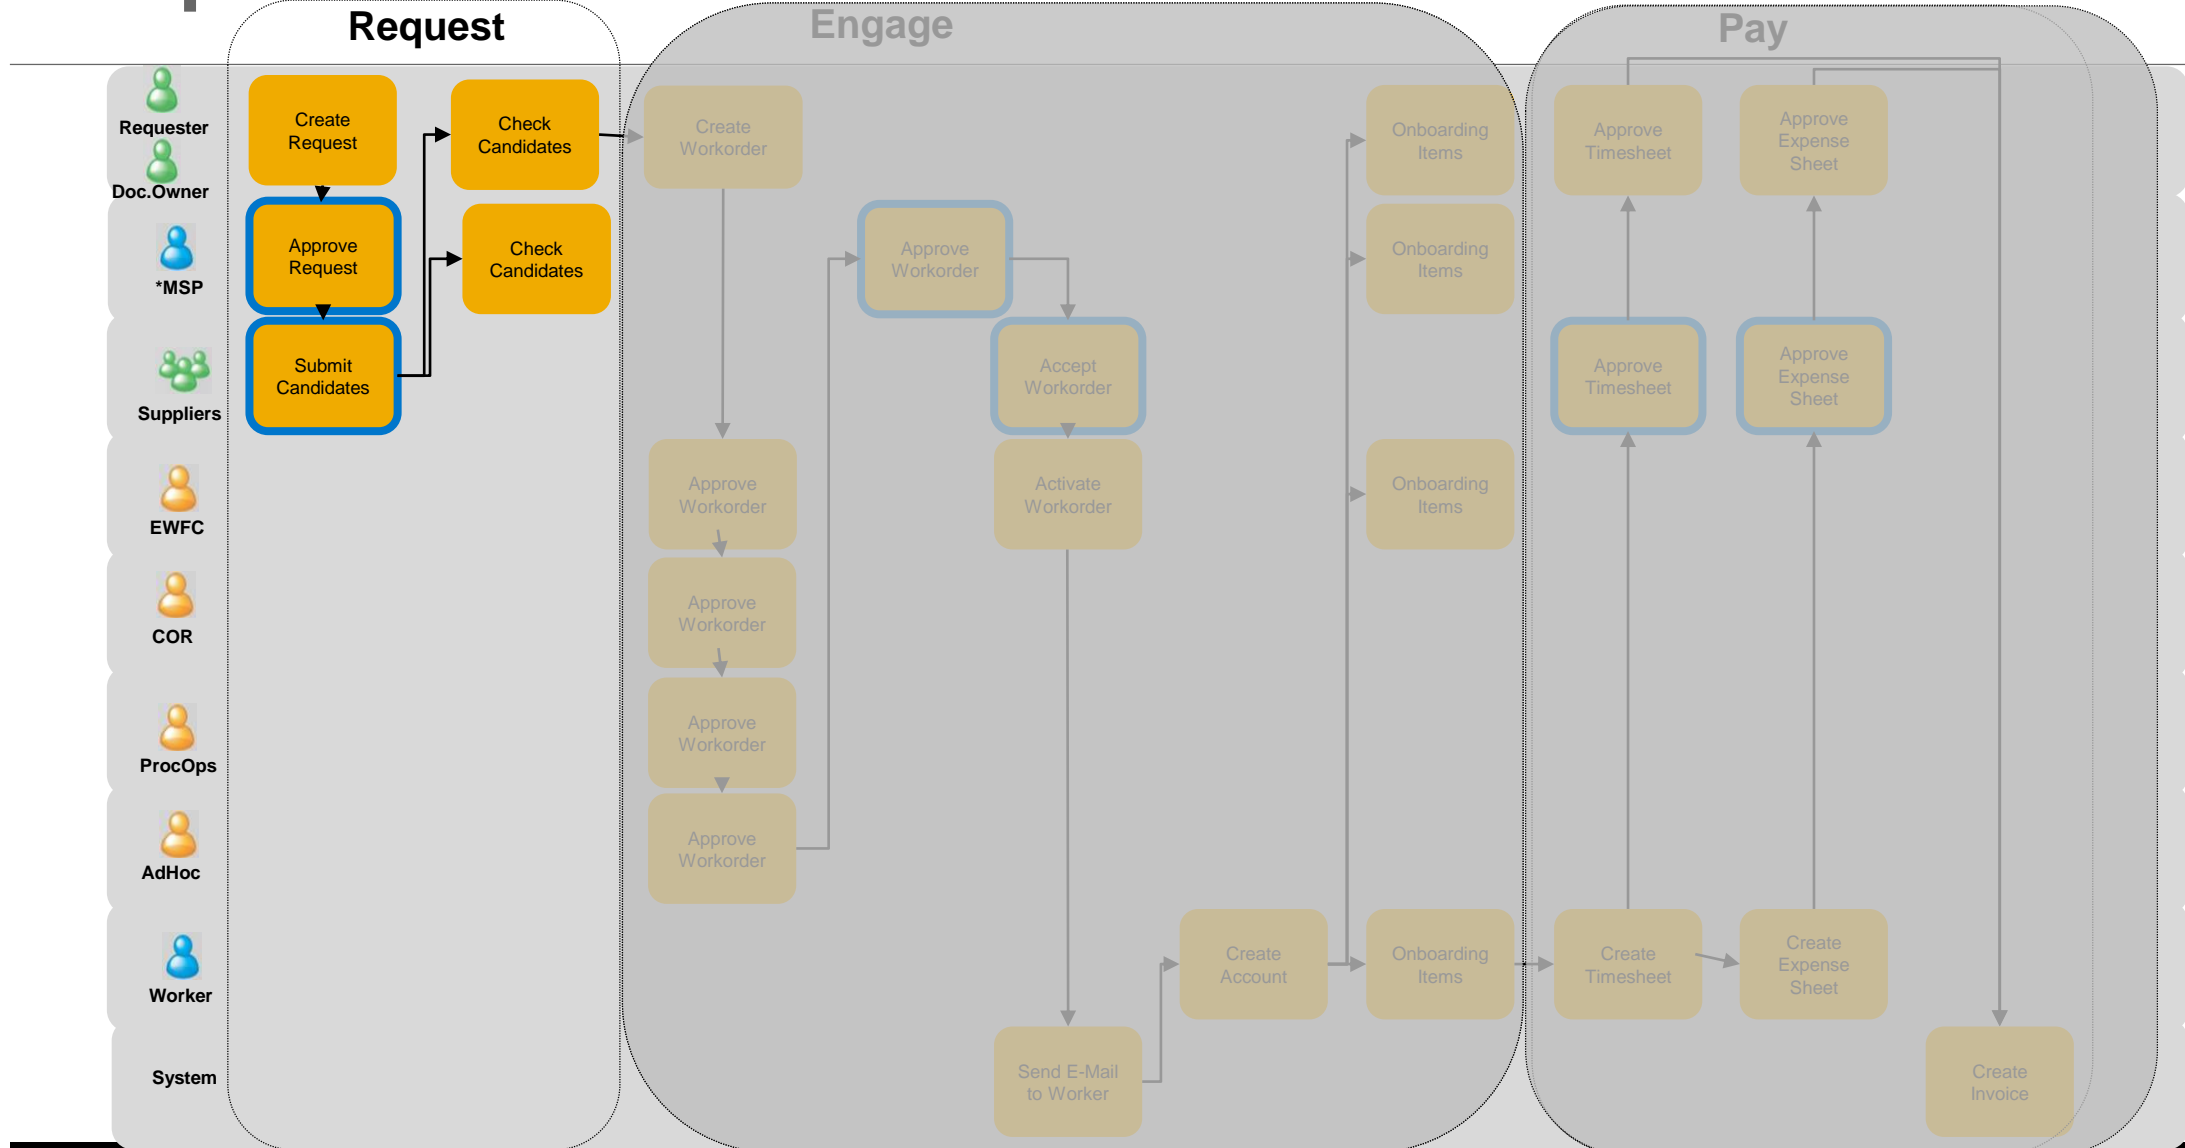 Request
Engage
Pay
Requester
Doc.Owner
*MSP
Suppliers
EWFC
COR
ProcOps
AdHoc
Worker
System
Create
Request
Check
Candidates
Approve
Request
Check
Candidates
Submit
Candidates
Create
Workorder
Approve
Workorder
Accept
Workorder
Approve
Workorder
Activate
Workorder
Approve
Workorder
Approve
Workorder
Approve
Workorder
Send E-Mail
to Worker
Create
Account
Onboarding
Items
Onboarding
Items
Onboarding
Items
Onboarding
Items
Approve
Timesheet
Approve
Expense
Sheet
Approve
Timesheet
Approve
Expense
Sheet
Create
Timesheet
Create
Expense
Sheet
Create
Invoice